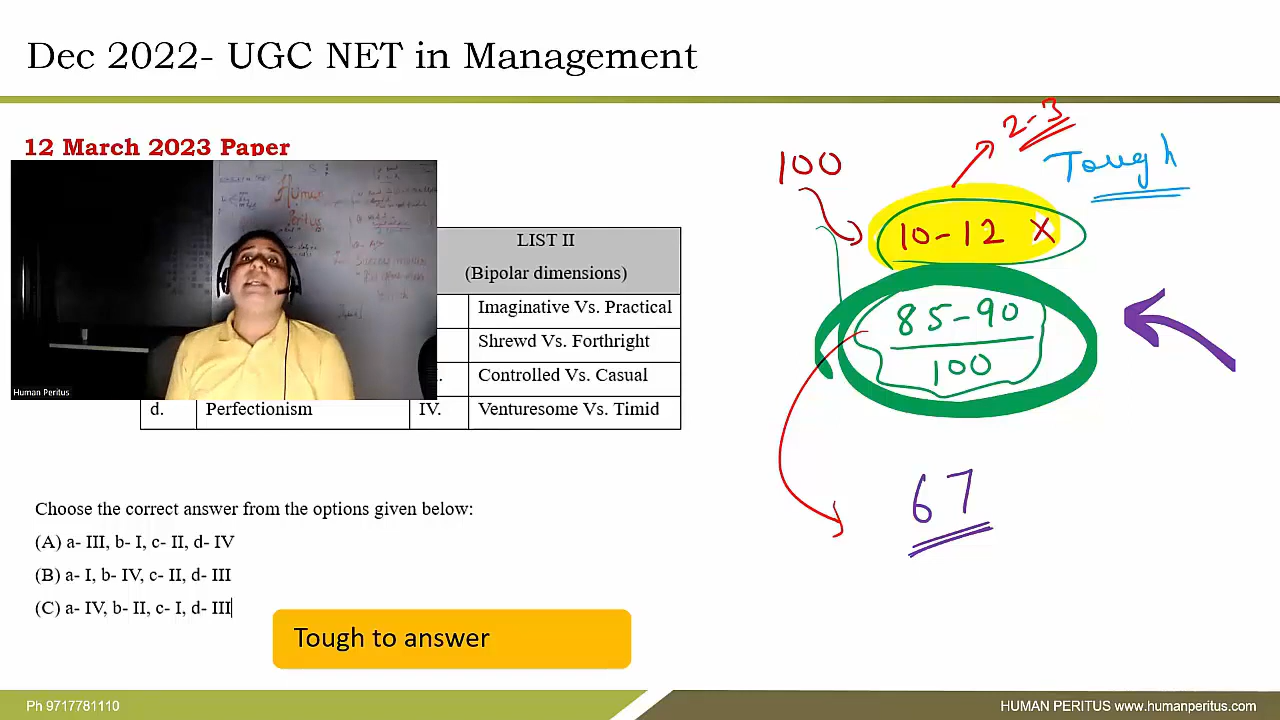 Dec 2022- UGC NET in Management
12 March 2023 Paper
100
2-3
Tough
10-12 X
85-90
100
67
Human
Peritus
Human Peritus
LIST II
(Bipolar dimensions)
Imaginative Vs. Practical
Shrewd Vs. Forthright
Controlled Vs. Casual
d. Perfectionism IV. Venturesome Vs. Timid
Choose the correct answer from the options given below:
(A) a- III, b- I, c- II, d- IV
(B) a- I, b- IV, c- II, d- III
(C) a- IV, b- II, c- I, d- III
Tough to answer
Ph 9717781110
HUMAN PERITUS www.humanperitus.com